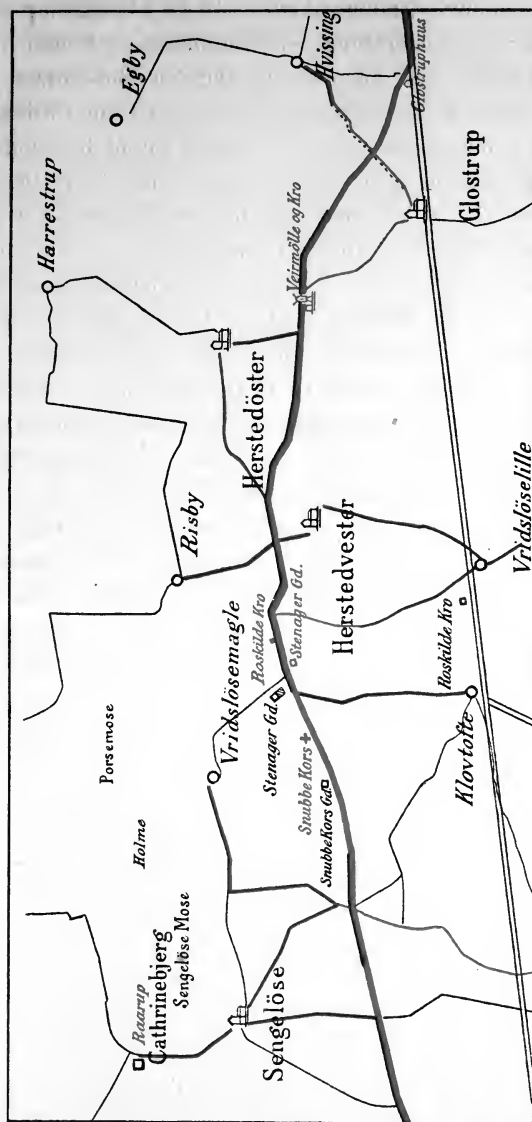 Egby
Hvissing
Glostruphuus
Harrestrup
Veirmölle og Kro
Glostrup
Herstedöster
Risby
Herstedvester
Vridslöselille
Roskilde Kro
Stenager Gd.
Roskilde Kro
Vridslösemagle
Stenager Gd.
Porsemose
Snubbe Kors
Snubbe Kors Gd
Klovtofte
Holme
Sengelöse Mose
Raarup
Cathrinebjerg
Sengelöse